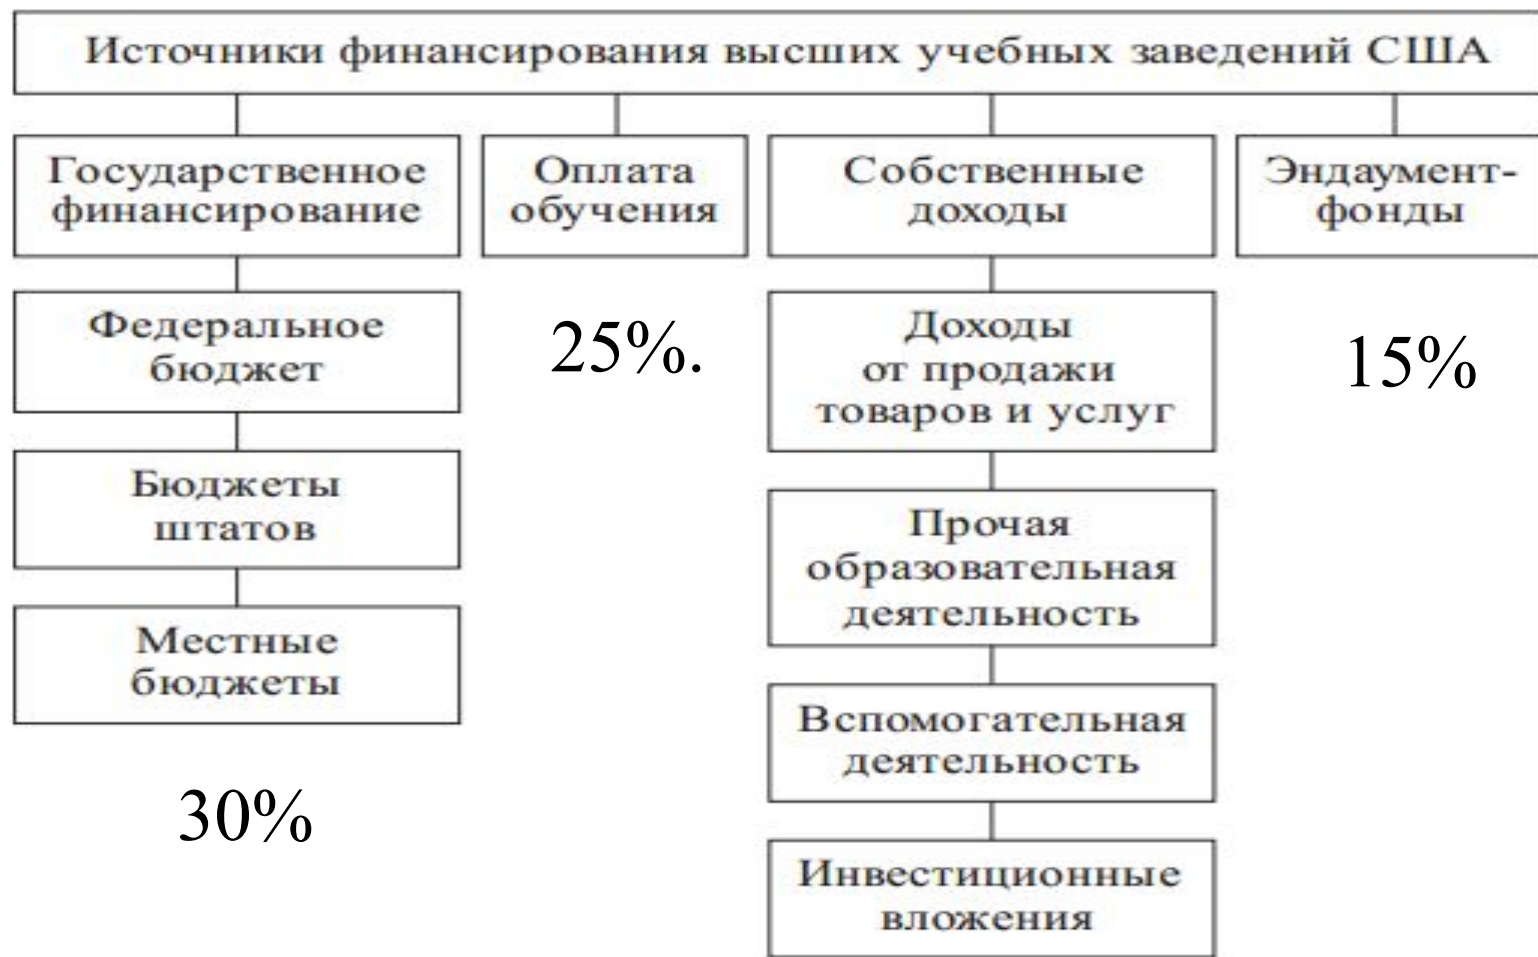 Источники финансирования высших учебных заведений США
Государственное
финансирование
Федеральное
бюджет
Бюджеты
штатов
Местные
бюджеты
30%
Оплата
обучения
25%.
Собственные
доходы
Доходы
от продажи
товаров и услуг
Прочая
образовательная
деятельность
Вспомогательная
деятельность
Инвестиционные
вложения
Эндаумент-
фонды
15%